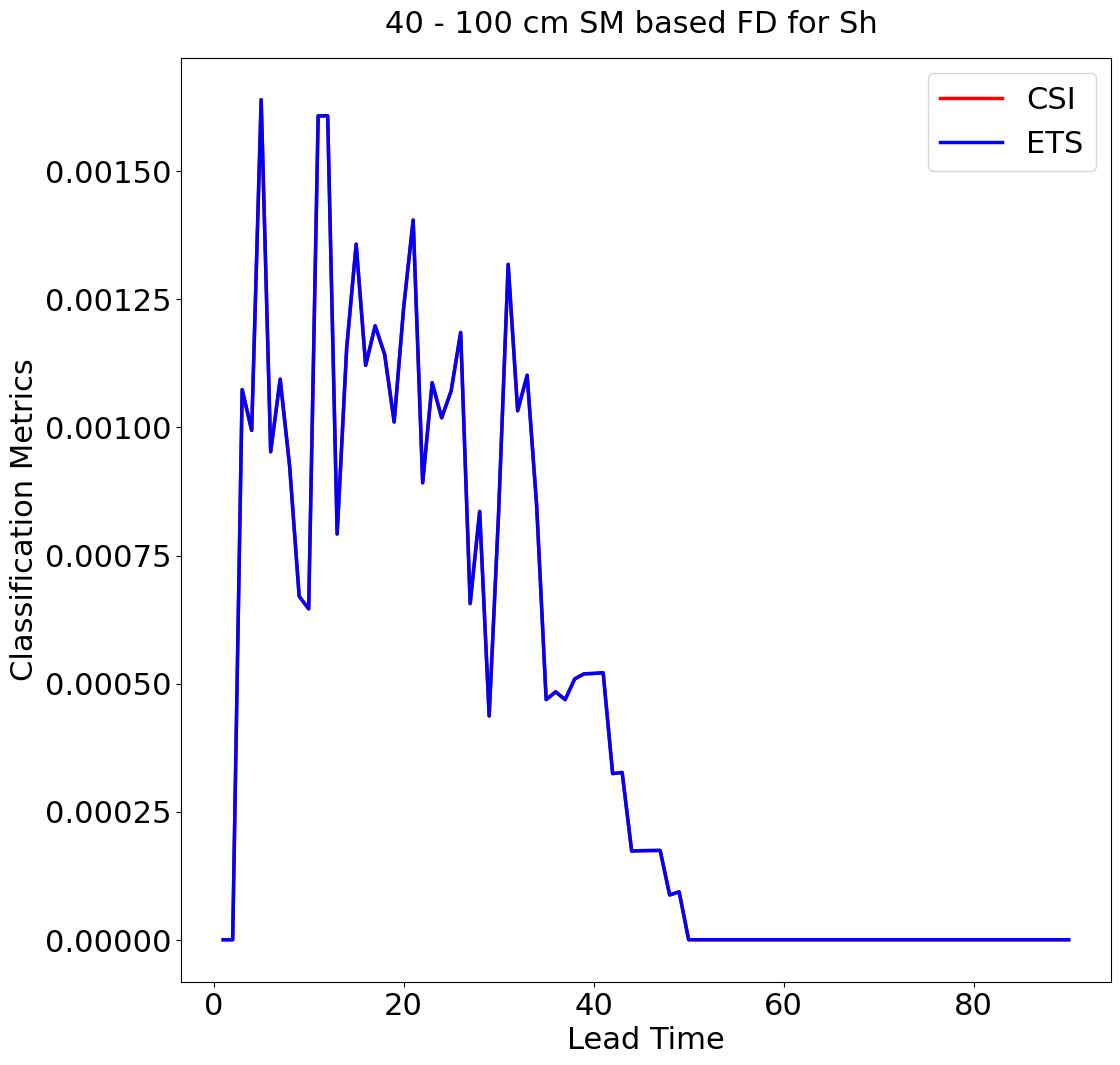 40 - 100 cm SM based FD for Sh
CSI
ETS
0.00150
0.00125
0.00100
0.00075
0.00050
0.00025
0.00000
Classification Metrics
0 20 40 60 80
Lead Time